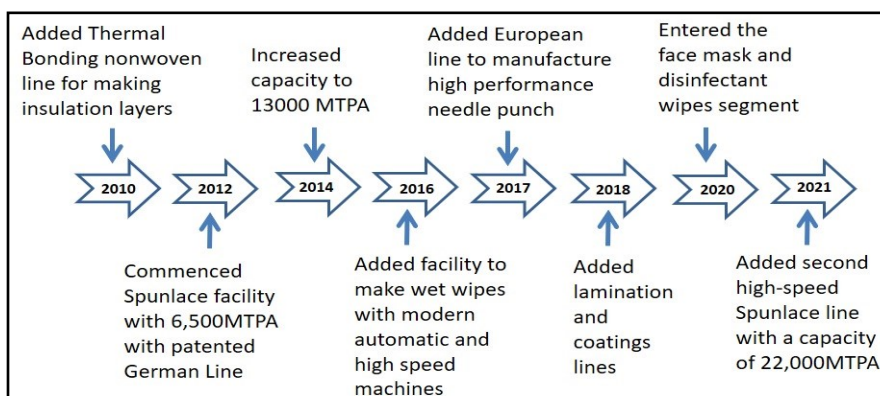 Added Thermal
Bonding nonwoven
line for making
insulation layers
Increased
capacity to
13000 MTPA
Added European
line to manufacture
high performance
needle punch
Entered the
face mask and
disinfectant
wipes segment
2010
2012
2014
2016
2017
2018
2020
2021
Commenced
Spunlace facility
with 6,500MTPA
with patented
German Line
Added facility to
make wet wipes
with modern
automatic and
high speed
machines
Added
lamination
and
coatings
lines
Added second
high-speed
Spunlace line
with a capacity
of 22,000MTPA